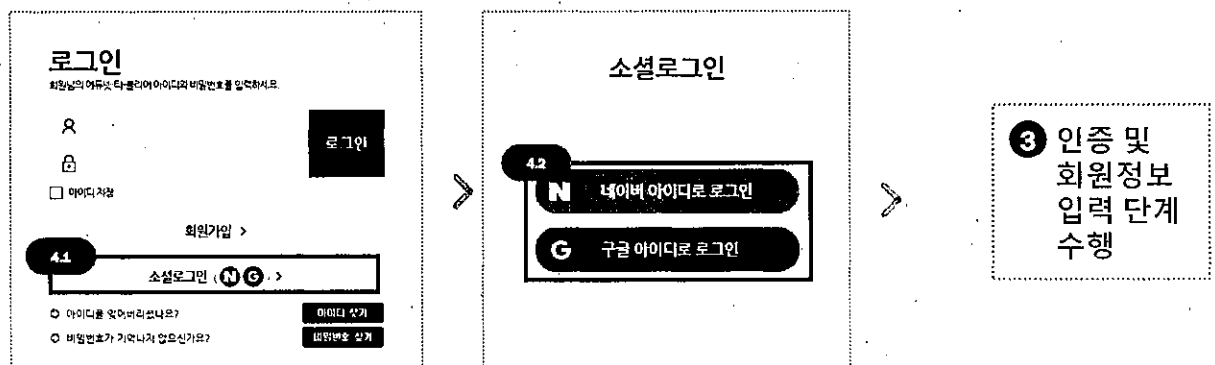 로그인
회원님의 에듀넷·티-클리어 아이디와 비밀번호를 입력하세요.
로그인
아이디 저장
회원가입 >
4.1
소셜로그인 ( N G ) >
아이디를 잊어버리셨나요?
아이디 찾기
비밀번호가 기억나지 않으신가요?
비밀번호 찾기
소셜로그인
4.2
N 네이버 아이디로 로그인
G 구글 아이디로 로그인
3 인증 및
회원정보
입력 단계
수행